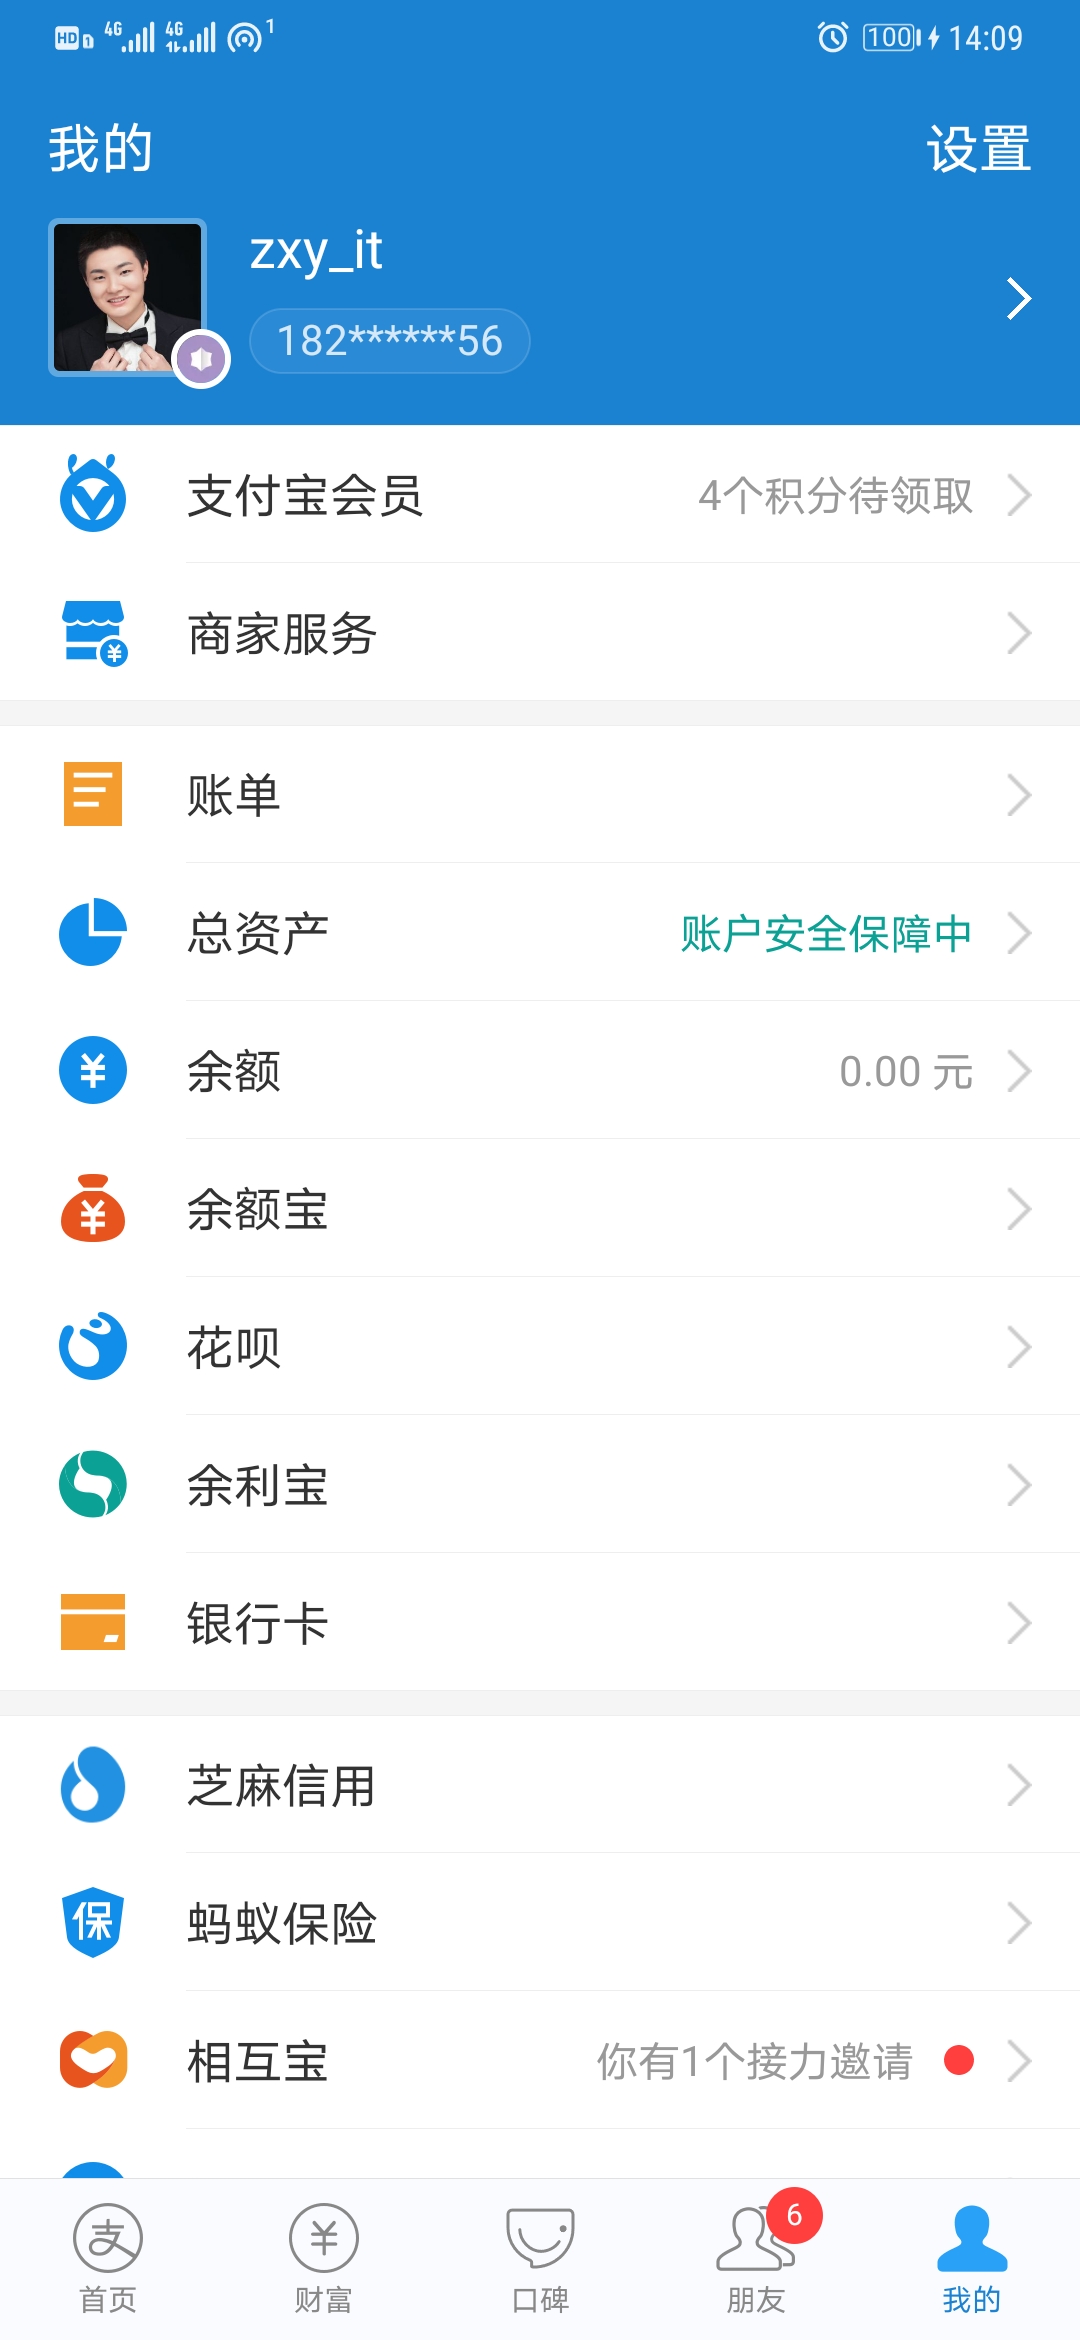 HD 1 4G 4G 1 100 14:09
我的 设置
zxy_it
182******56
支付宝会员 4个积分待领取
商家服务
账单
总资产 账户安全保障中
余额 0.00 元
余额宝
花呗
余利宝
银行卡
芝麻信用
保 蚂蚁保险
相互宝 你有1个接力邀请
6
首页 财富 口碑 朋友 我的